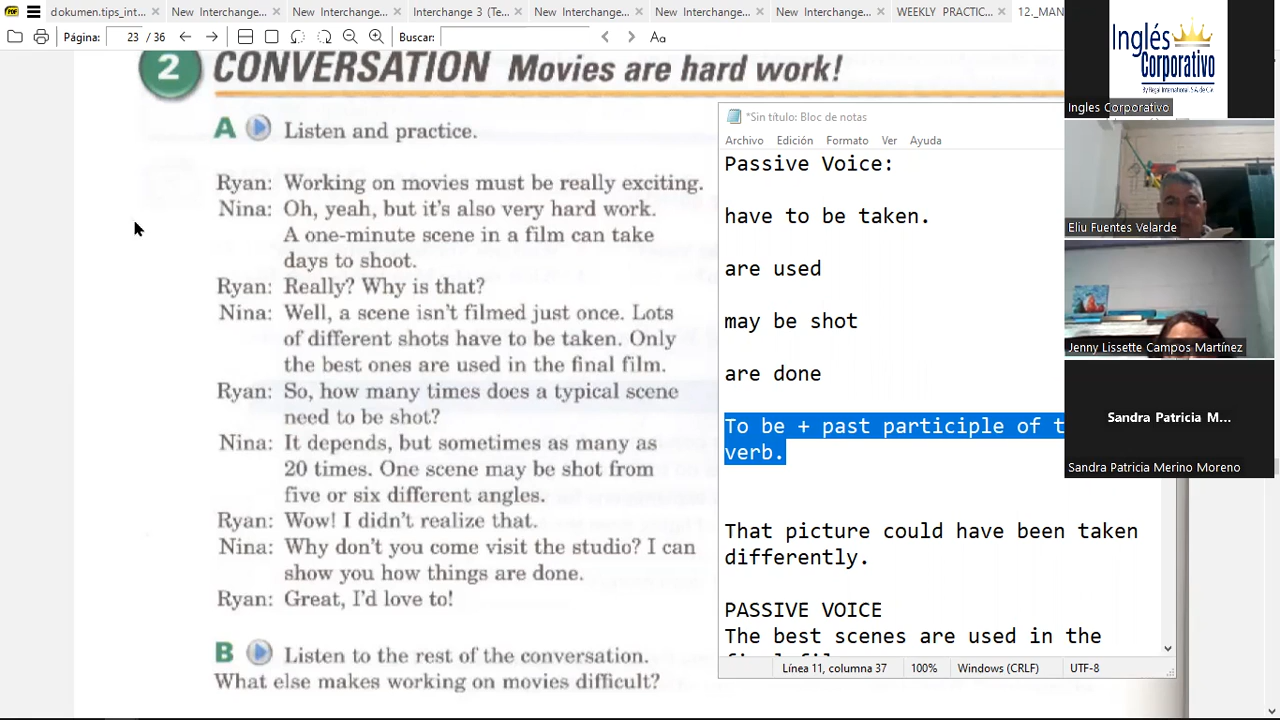 dokumen.tips_int...
New Interchange...
New Interchange...
Interchange 3 (Te...
New Interchange...
New Interchange...
New Interchange...
WEEKLY PRACTIC...
12._MAN
Página: 23 / 36
Buscar:
Aa
2 CONVERSATION Movies are hard work!
A Listen and practice.
Ryan: Working on movies must be really exciting.
Nina: Oh, yeah, but it's also very hard work.
A one-minute scene in a film can take
days to shoot.
Ryan: Really? Why is that?
Nina: Well, a scene isn't filmed just once. Lots
of different shots have to be taken. Only
the best ones are used in the final film.
Ryan: So, how many times does a typical scene
need to be shot?
Nina: It depends, but sometimes as many as
20 times. One scene may be shot from
five or six different angles.
Ryan: Wow! I didn't realize that.
Nina: Why don't you come visit the studio? I can
show you how things are done.
Ryan: Great, I'd love to!
B Listen to the rest of the conversation.
What else makes working on movies difficult?
*Sin título: Bloc de notas
Archivo Edición Formato Ver Ayuda
Passive Voice:
have to be taken.
are used
may be shot
are done
To be + past participle of t
verb.
That picture could have been taken
differently.
PASSIVE VOICE
The best scenes are used in the
Línea 11, columna 37 100% Windows (CRLF) UTF-8
Inglés
Corporativo
By Regal International, S.A. de C.V.
Ingles Corporativo
Eliu Fuentes Velarde
Jenny Lissette Campos Martínez
Sandra Patricia M...
Sandra Patricia Merino Moreno